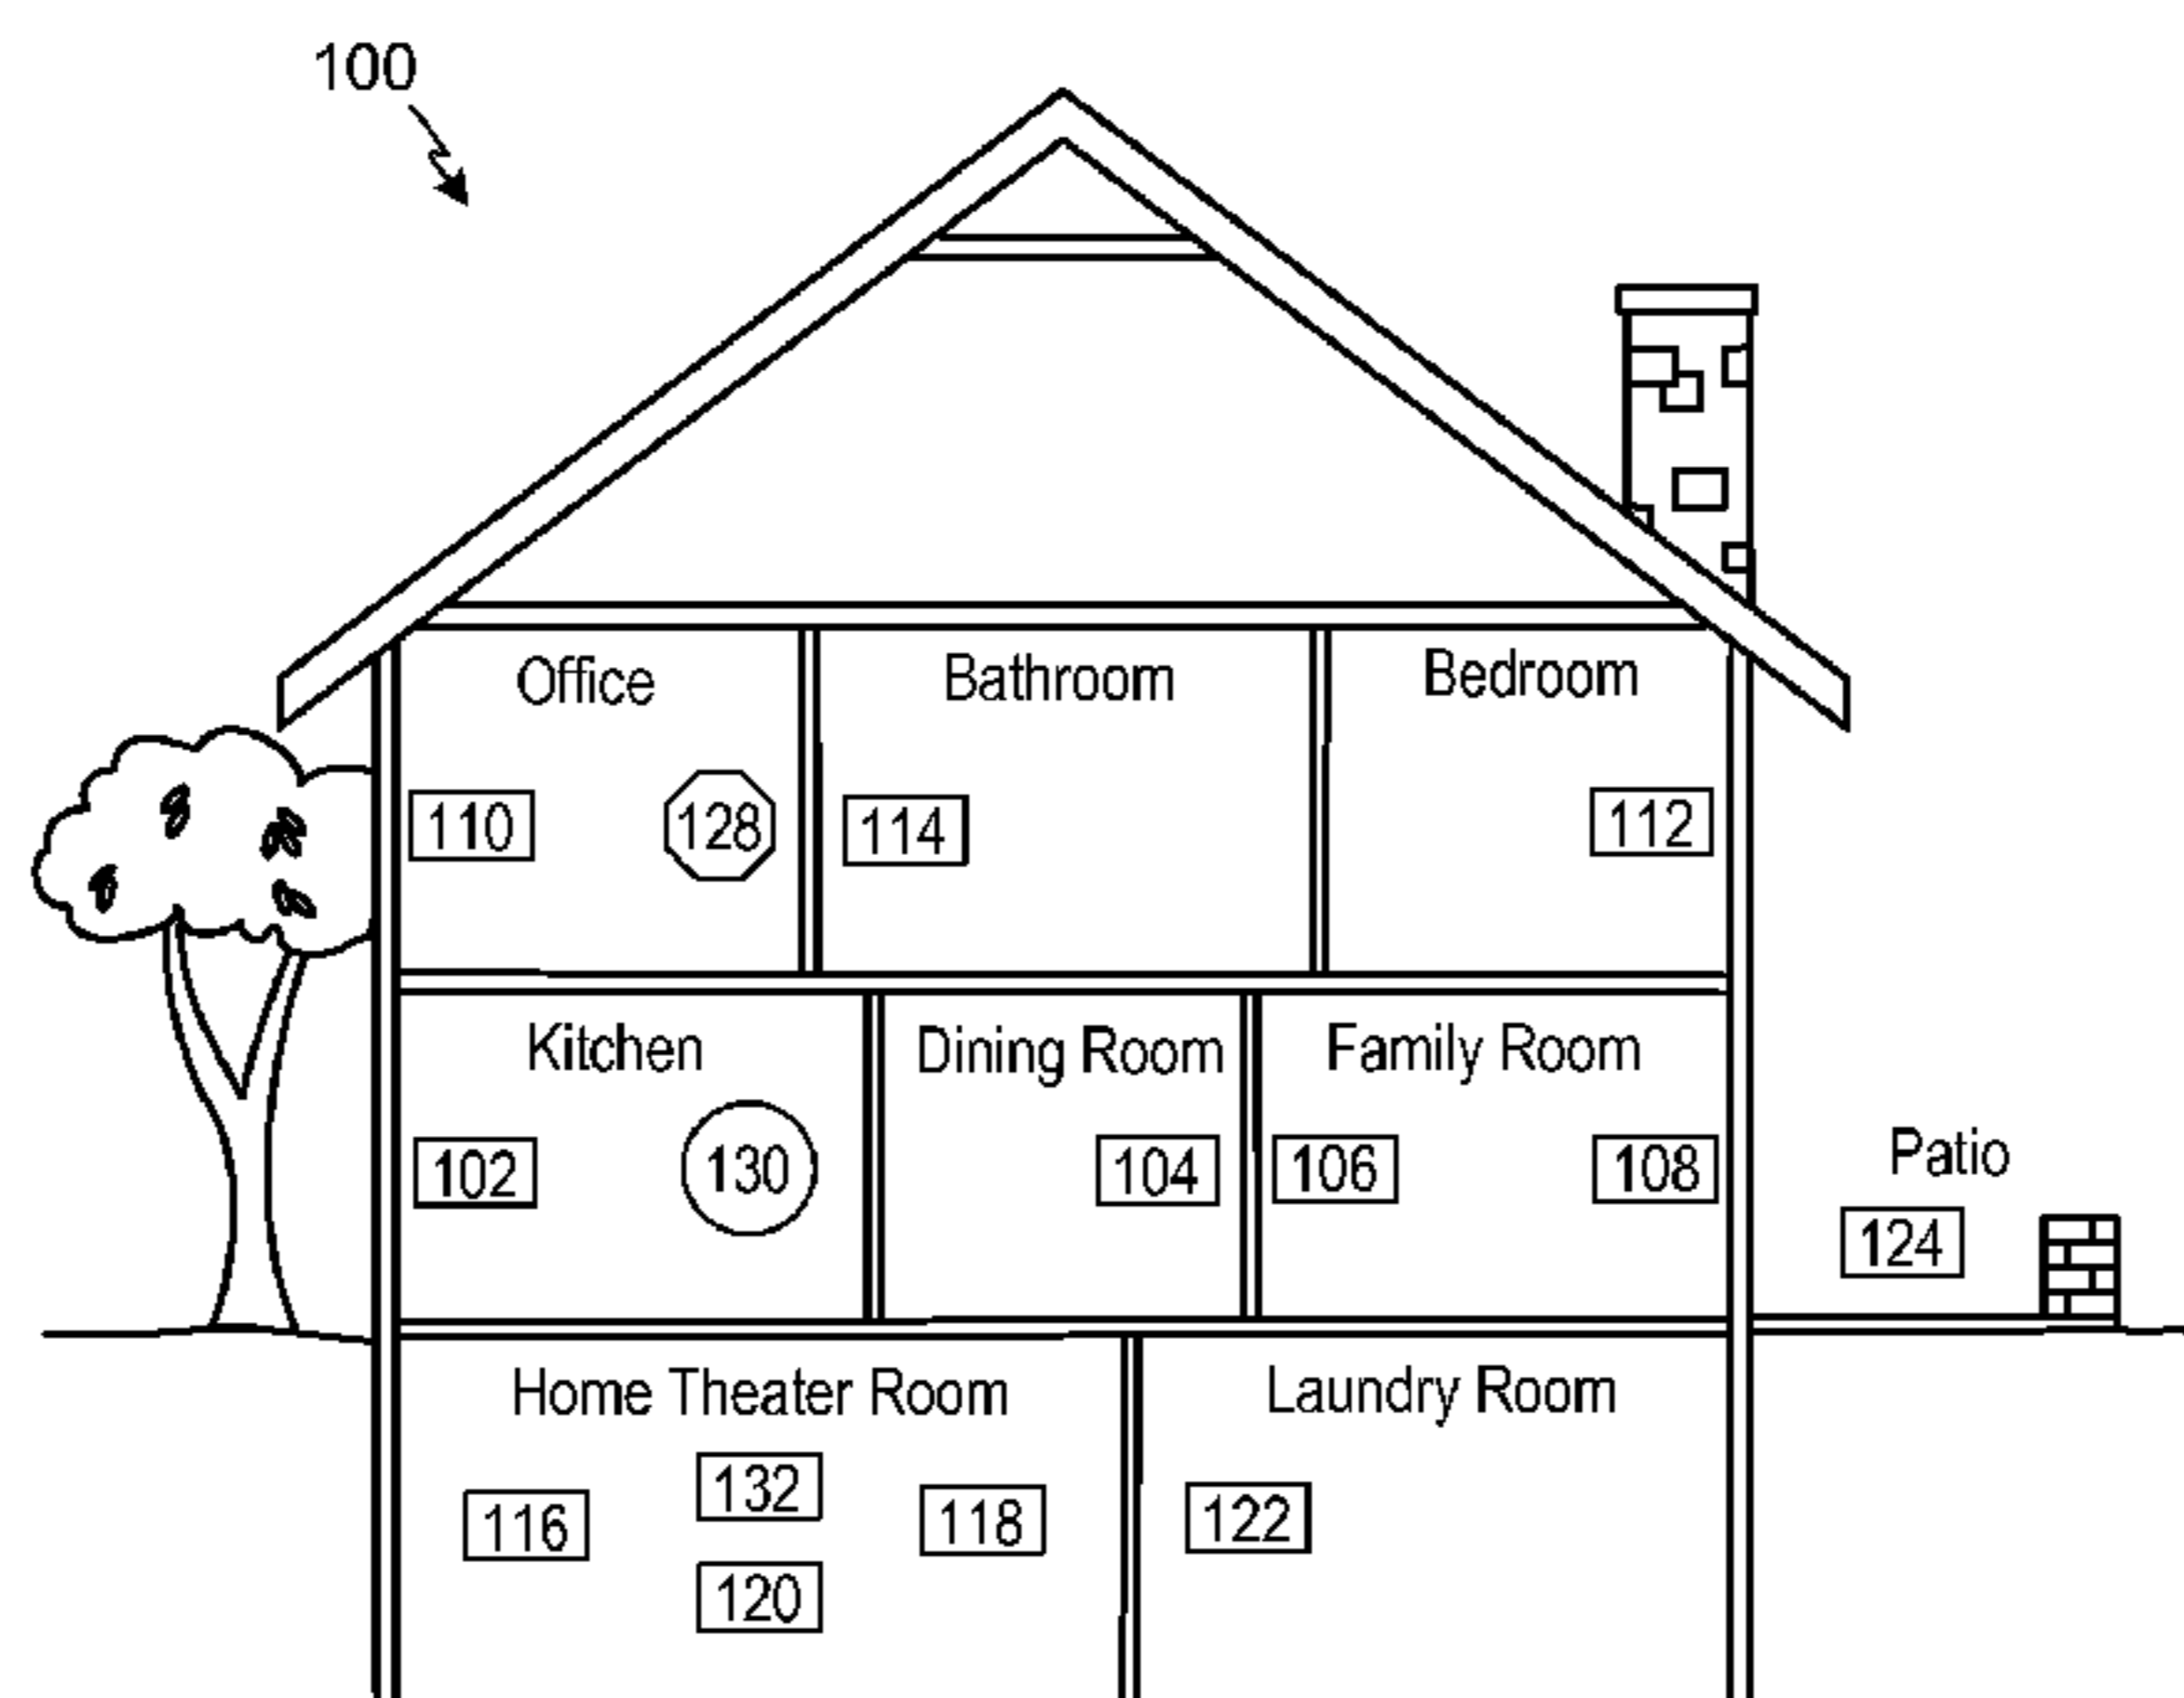 100
Office
Bathroom
Bedroom
110
128
114
112
Kitchen
Dining Room
Family Room
102
130
104
106
108
Patio
124
Home Theater Room
Laundry Room
132
116
118
122
120